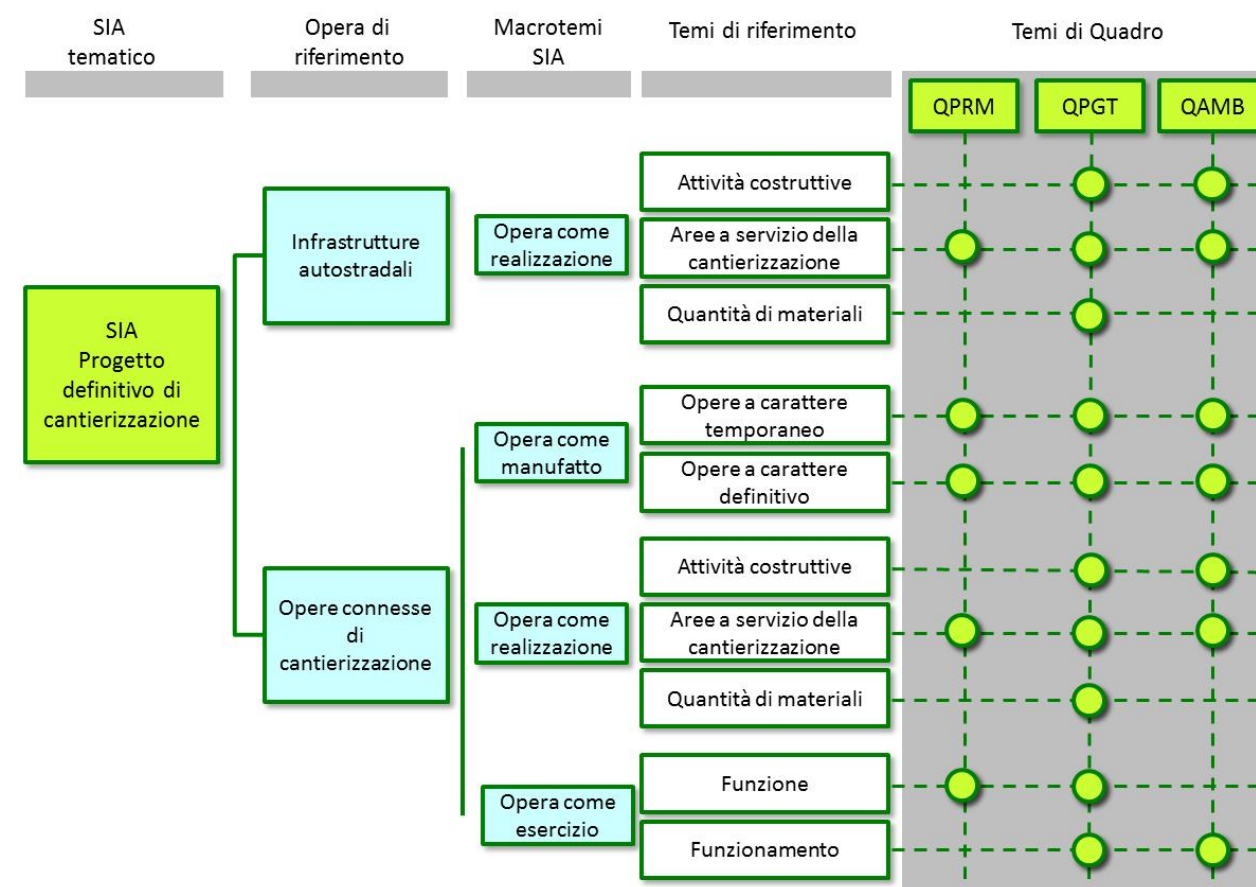 SIA
tematico
Opera di
riferimento
Macrotemi
SIA
Temi di riferimento
Temi di Quadro
QPRM
QPGT
QAMB
SIA
Progetto
definitivo di
cantierizzazione
Infrastrutture
autostradali
Opera come
realizzazione
Attività costruttive
Aree a servizio della
cantierizzazione
Quantità di materiali
Opere connesse
di
cantierizzazione
Opera come
manufatto
Opere a carattere
temporaneo
Opere a carattere
definitivo
Opera come
realizzazione
Attività costruttive
Aree a servizio della
cantierizzazione
Quantità di materiali
Opera come
esercizio
Funzione
Funzionamento